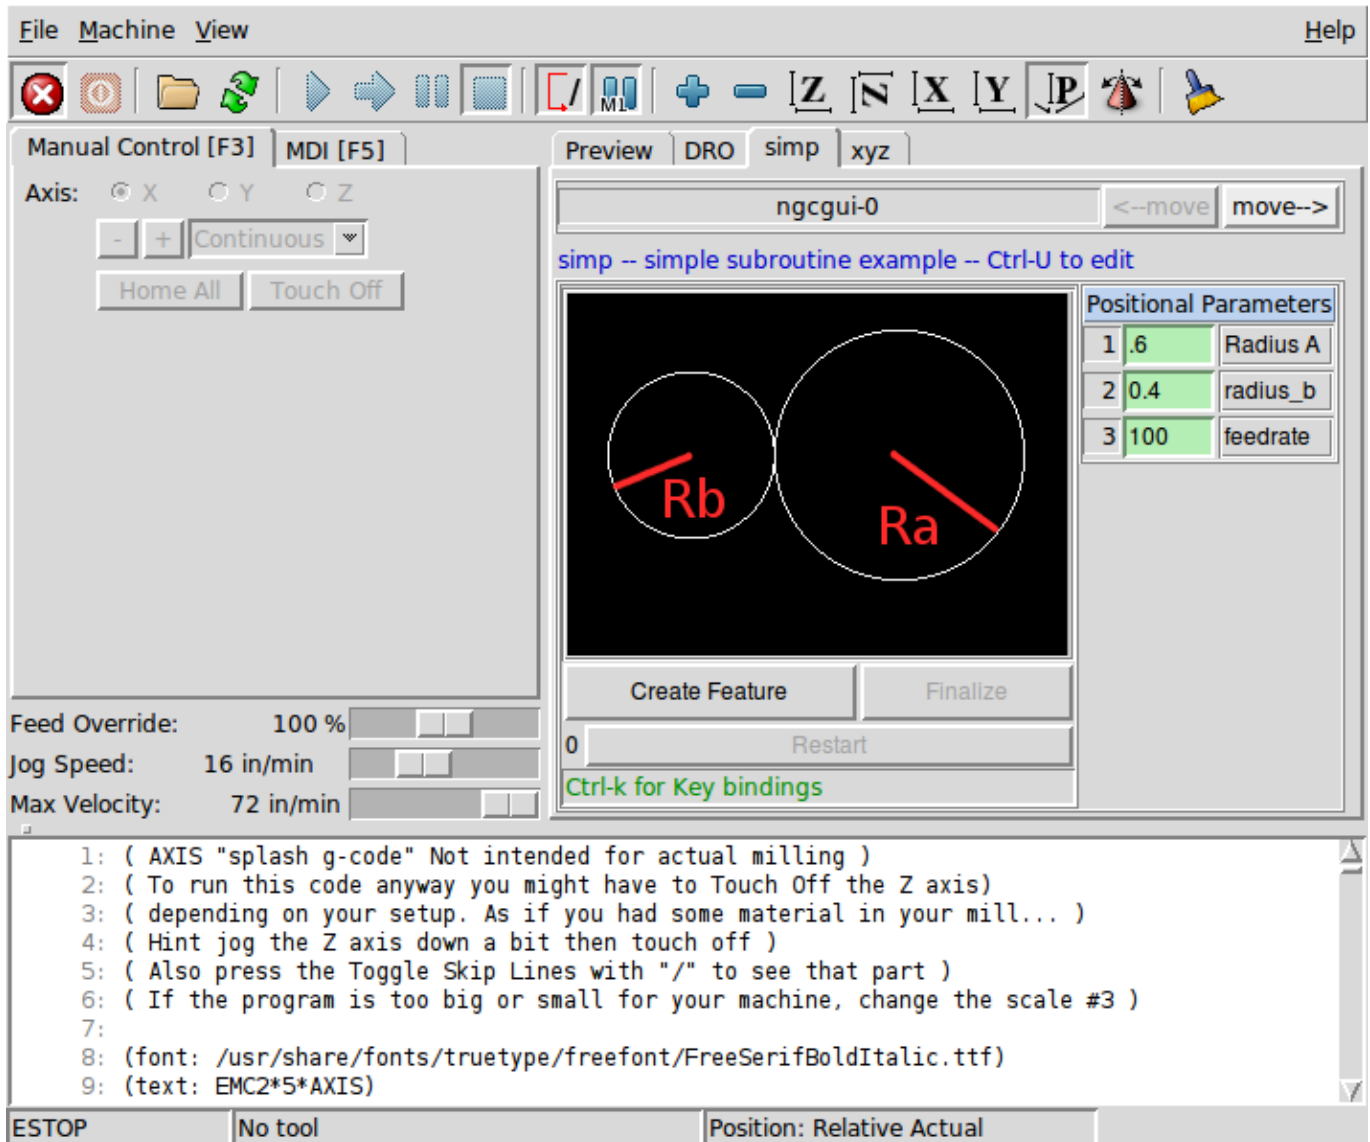 File Machine View Help
M1 Z N X Y P
Manual Control [F3] MDI [F5]
Preview DRO simp xyz
Axis: X Y Z
- + Continuous
Home All Touch Off
ngcgui-0 <--move move-->
simp -- simple subroutine example -- Ctrl-U to edit
Positional Parameters
1 .6 Radius A
2 0.4 radius_b
3 100 feedrate
Rb
Ra
Create Feature Finalize
0 Restart
Ctrl-k for Key bindings
Feed Override: 100 %
Jog Speed: 16 in/min
Max Velocity: 72 in/min
1: ( AXIS "splash g-code" Not intended for actual milling )
2: ( To run this code anyway you might have to Touch Off the Z axis)
3: ( depending on your setup. As if you had some material in your mill... )
4: ( Hint jog the Z axis down a bit then touch off )
5: ( Also press the Toggle Skip Lines with "/" to see that part )
6: ( If the program is too big or small for your machine, change the scale #3 )
7:
8: (font: /usr/share/fonts/truetype/freefont/FreeSerifBoldItalic.ttf)
9: (text: EMC2*5*AXIS)
ESTOP No tool Position: Relative Actual